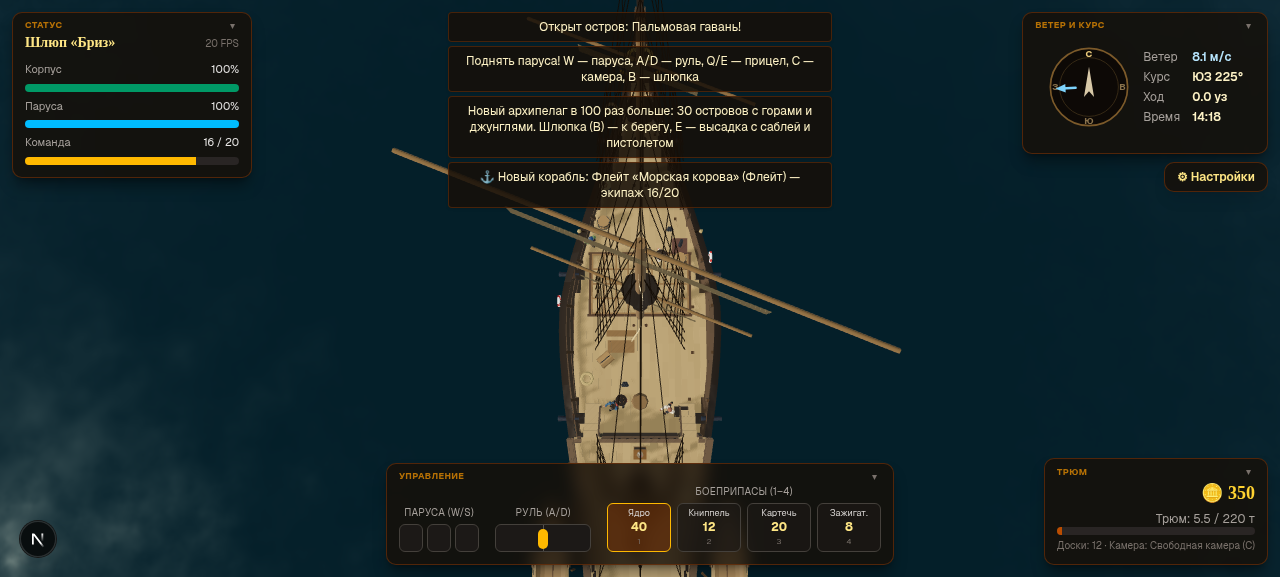 СТАТУС
Шлюп «Бриз»
20 FPS
Корпус 100%
Паруса 100%
Команда 16 / 20
Открыт остров: Пальмовая гавань!
Поднять паруса! W — паруса, A/D — руль, Q/E — прицел, C —
камера, B — шлюпка
Новый архипелаг в 100 раз больше: 30 островов с горами и
джунглями. Шлюпка (B) — к берегу, E — высадка с саблей и
пистолетом
⚓ Новый корабль: Флейт «Морская корова» (Флейт) —
экипаж 16/20
ВЕТЕР И КУРС
С
З
В
Ю
Ветер 8.1 м/с
Курс ЮЗ 225°
Ход 0.0 уз
Время 14:18
⚙ Настройки
УПРАВЛЕНИЕ
ПАРУСА (W/S)
РУЛЬ (A/D)
БОЕПРИПАСЫ (1–4)
Ядро
40
1
Книппель
12
2
Картечь
20
3
Зажигат.
8
4
ТРЮМ
🪙 350
Трюм: 5.5 / 220 т
Доски: 12 · Камера: Свободная камера (C)
N